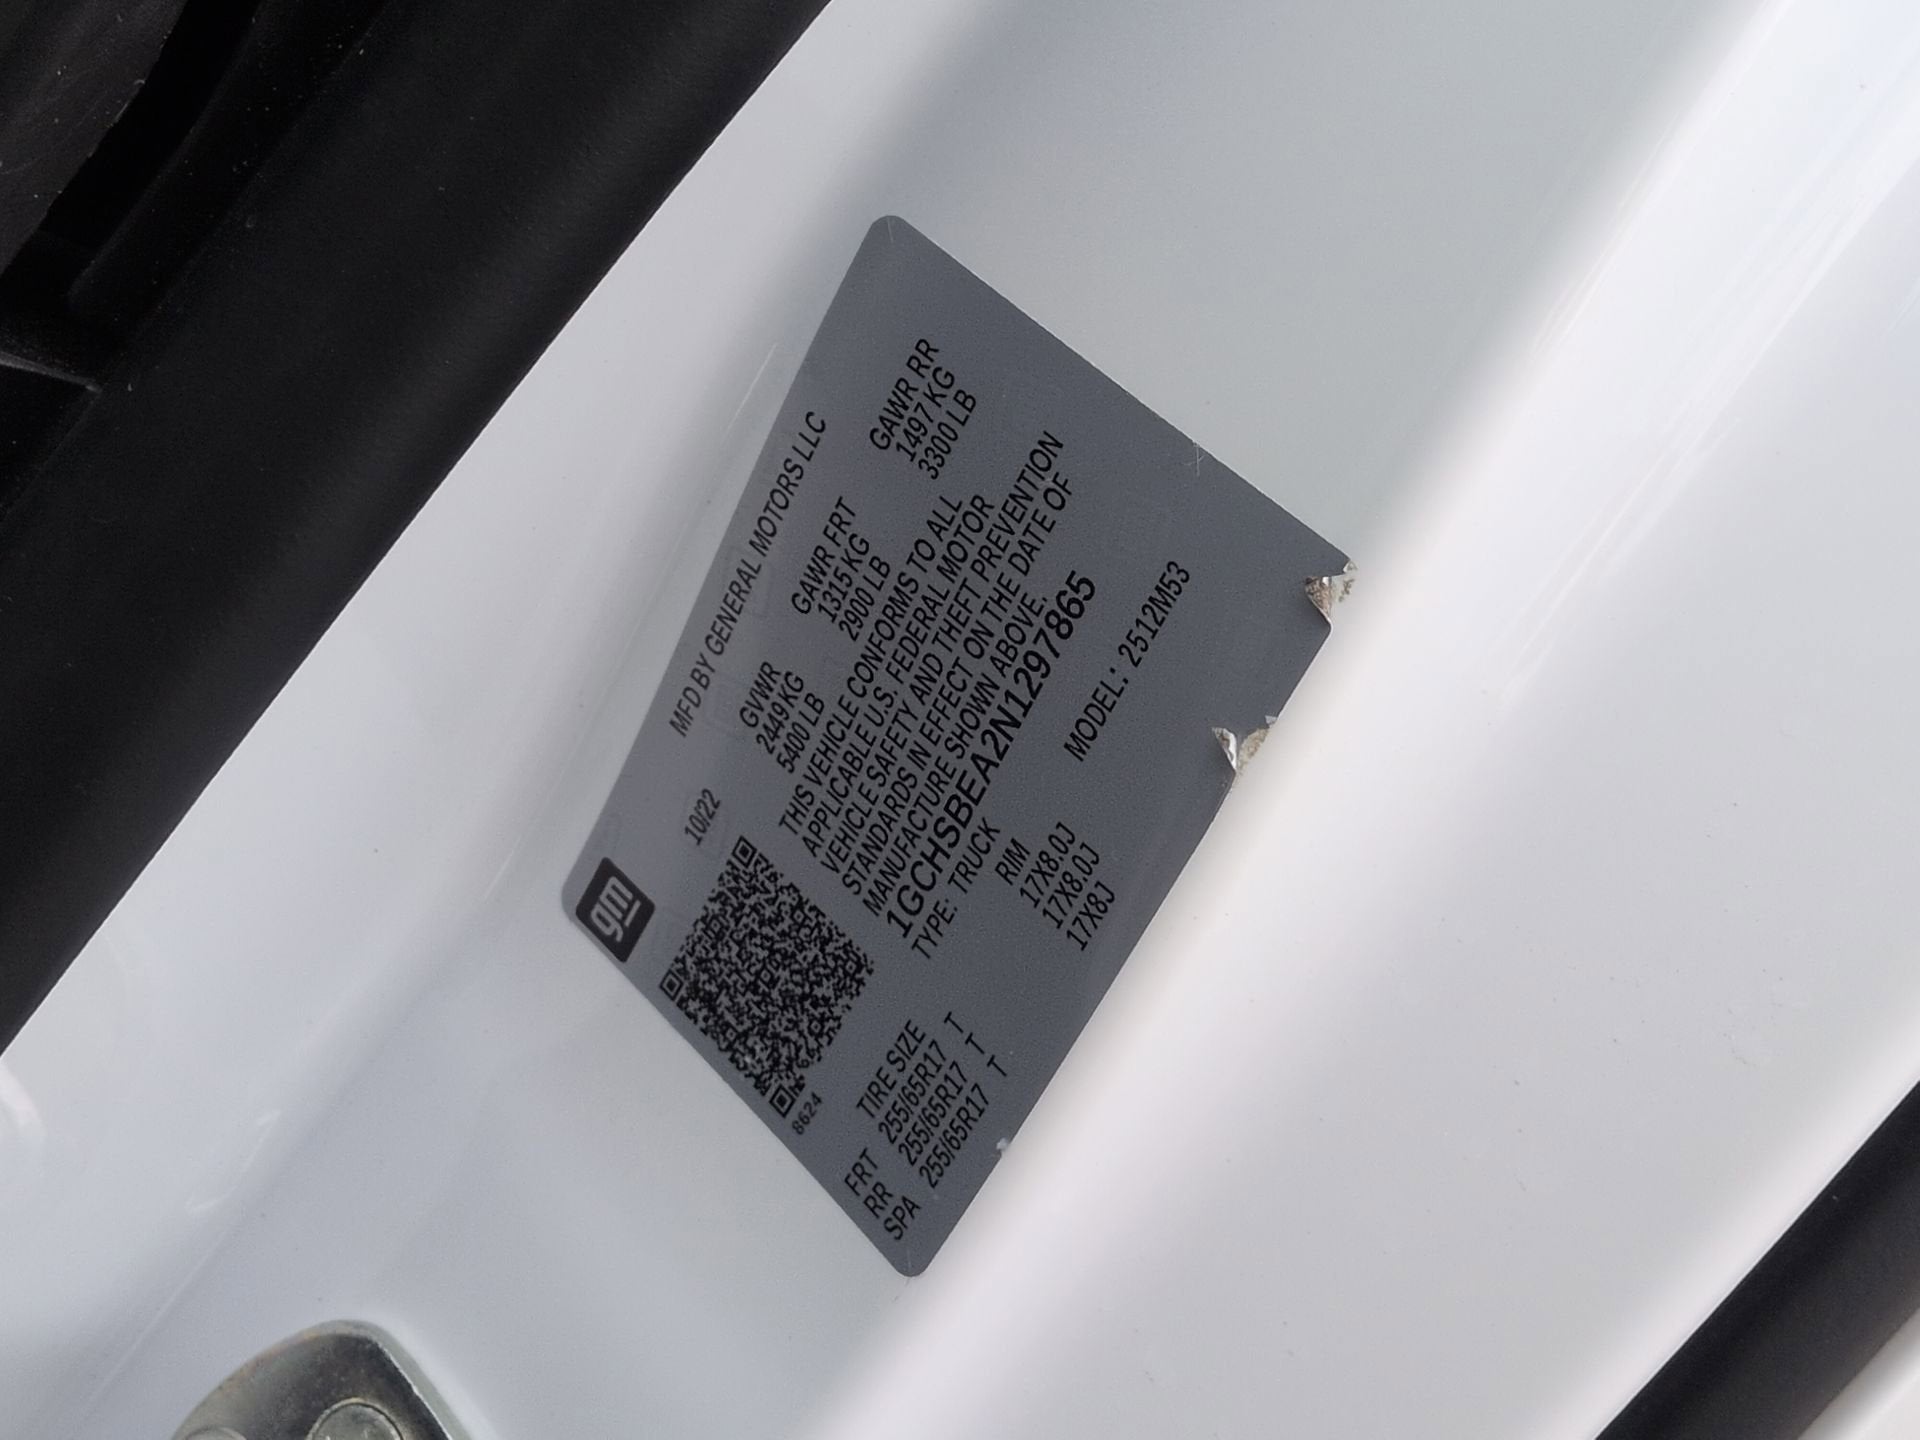 gm
MFD BY GENERAL MOTORS LLC
10/22
GVWR GAWR FRT GAWR RR
2449 KG 1315 KG 1497 KG
5400 LB 2900 LB 3300 LB
THIS VEHICLE CONFORMS TO ALL
APPLICABLE U.S. FEDERAL MOTOR
VEHICLE SAFETY AND THEFT PREVENTION
STANDARDS IN EFFECT ON THE DATE OF
MANUFACTURE SHOWN ABOVE.
1GCHSBEA2N1297865
TYPE: TRUCK MODEL: 2512M53
8624
TIRE SIZE RIM
FRT 255/65R17 T 17X8.0J
RR 255/65R17 T 17X8.0J
SPA 255/65R17 T 17X8J